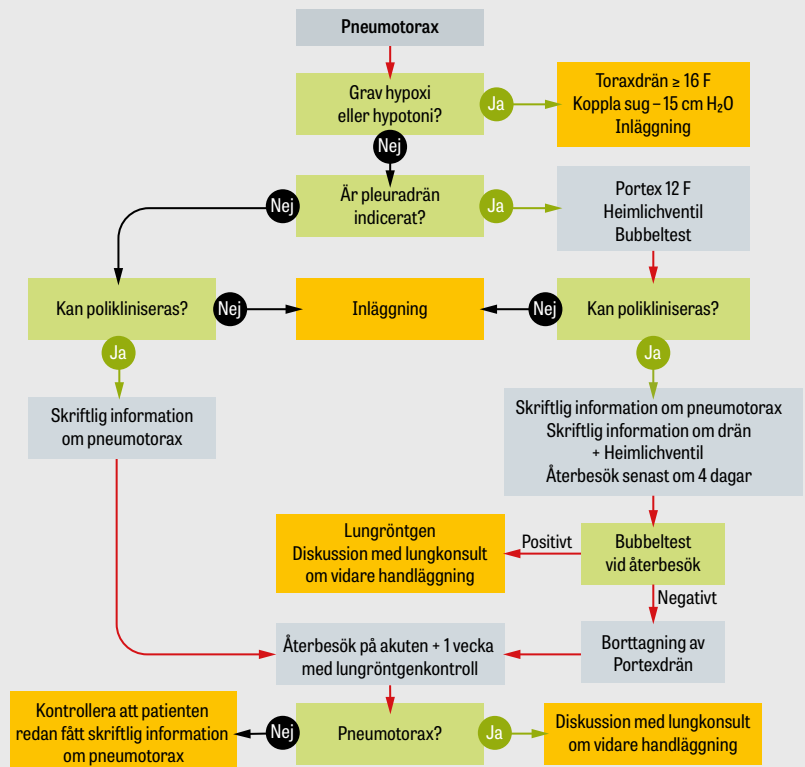 Pneumotorax
Grav hypoxi
eller hypotoni?
Ja
Toraxdrän ≥ 16 F
Koppla sug – 15 cm H₂O
Inläggning
Nej
Är pleuradrän
indicerat?
Nej
Ja
Portex 12 F
Heimlichventil
Bubbeltest
Kan polikliniseras?
Nej
Inläggning
Nej
Kan polikliniseras?
Ja
Ja
Skriftlig information
om pneumotorax
Skriftlig information om pneumotorax
Skriftlig information om drän
+ Heimlichventil
Återbesök senast om 4 dagar
Lungröntgen
Diskussion med lungkonsult
om vidare handläggning
Positivt
Bubbeltest
vid återbesök
Negativt
Återbesök på akuten + 1 vecka
med lungröntgenkontroll
Borttagning av
Portexdrän
Kontrollera att patienten
redan fått skriftlig information
om pneumotorax
Nej
Pneumotorax?
Ja
Diskussion med lungkonsult
om vidare handläggning